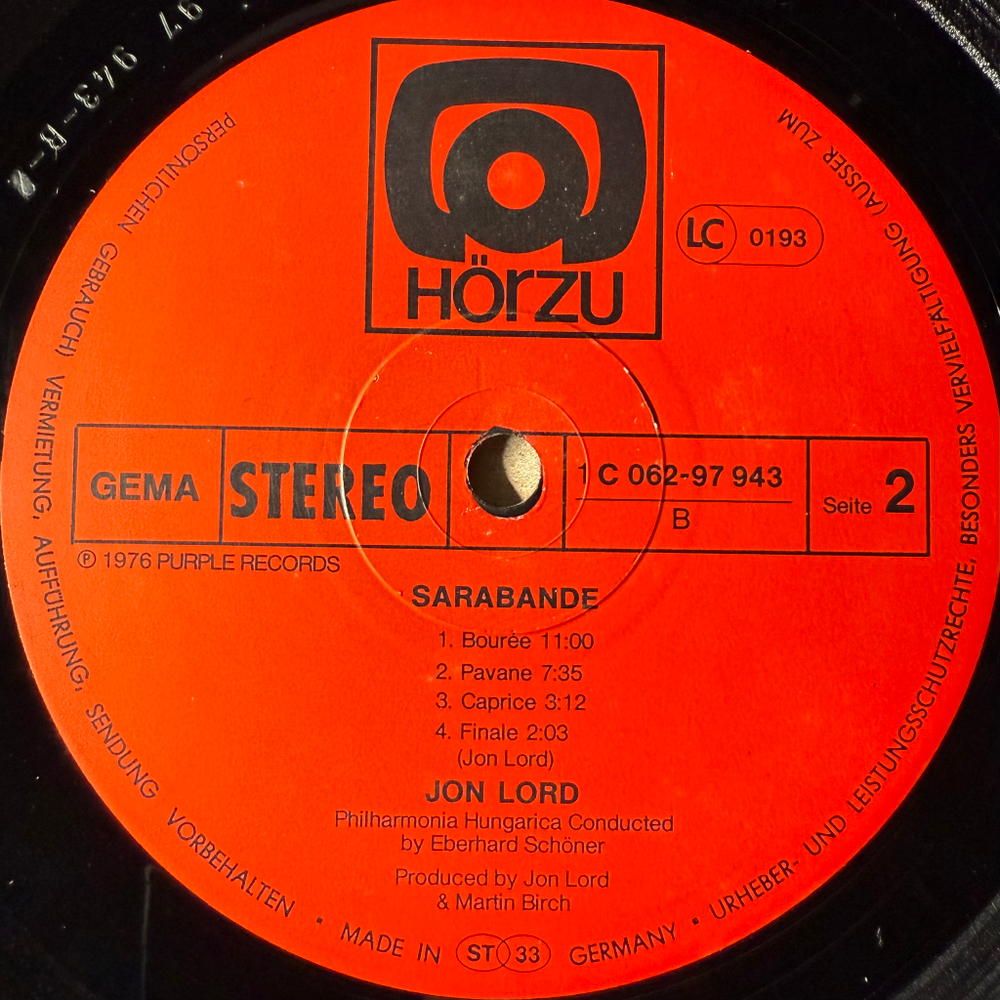 97 943-B-2
HÖRZU
LC 0193
GEMA
STEREO
1 C 062-97 943
B
Seite 2
℗ 1976 PURPLE RECORDS
SARABANDE
1. Bourée 11:00
2. Pavane 7:35
3. Caprice 3:12
4. Finale 2:03
(Jon Lord)
JON LORD
Philharmonia Hungarica Conducted
by Eberhard Schöner
Produced by Jon Lord
& Martin Birch
MADE IN ST 33 GERMANY · URHEBER- UND LEISTUNGSSCHUTZRECHTE, BESONDERS VERVIELFÄLTIGUNG (AUSSER ZUM PERSÖNLICHEN GEBRAUCH) VERMIETUNG, AUFFÜHRUNG, SENDUNG VORBEHALTEN ·